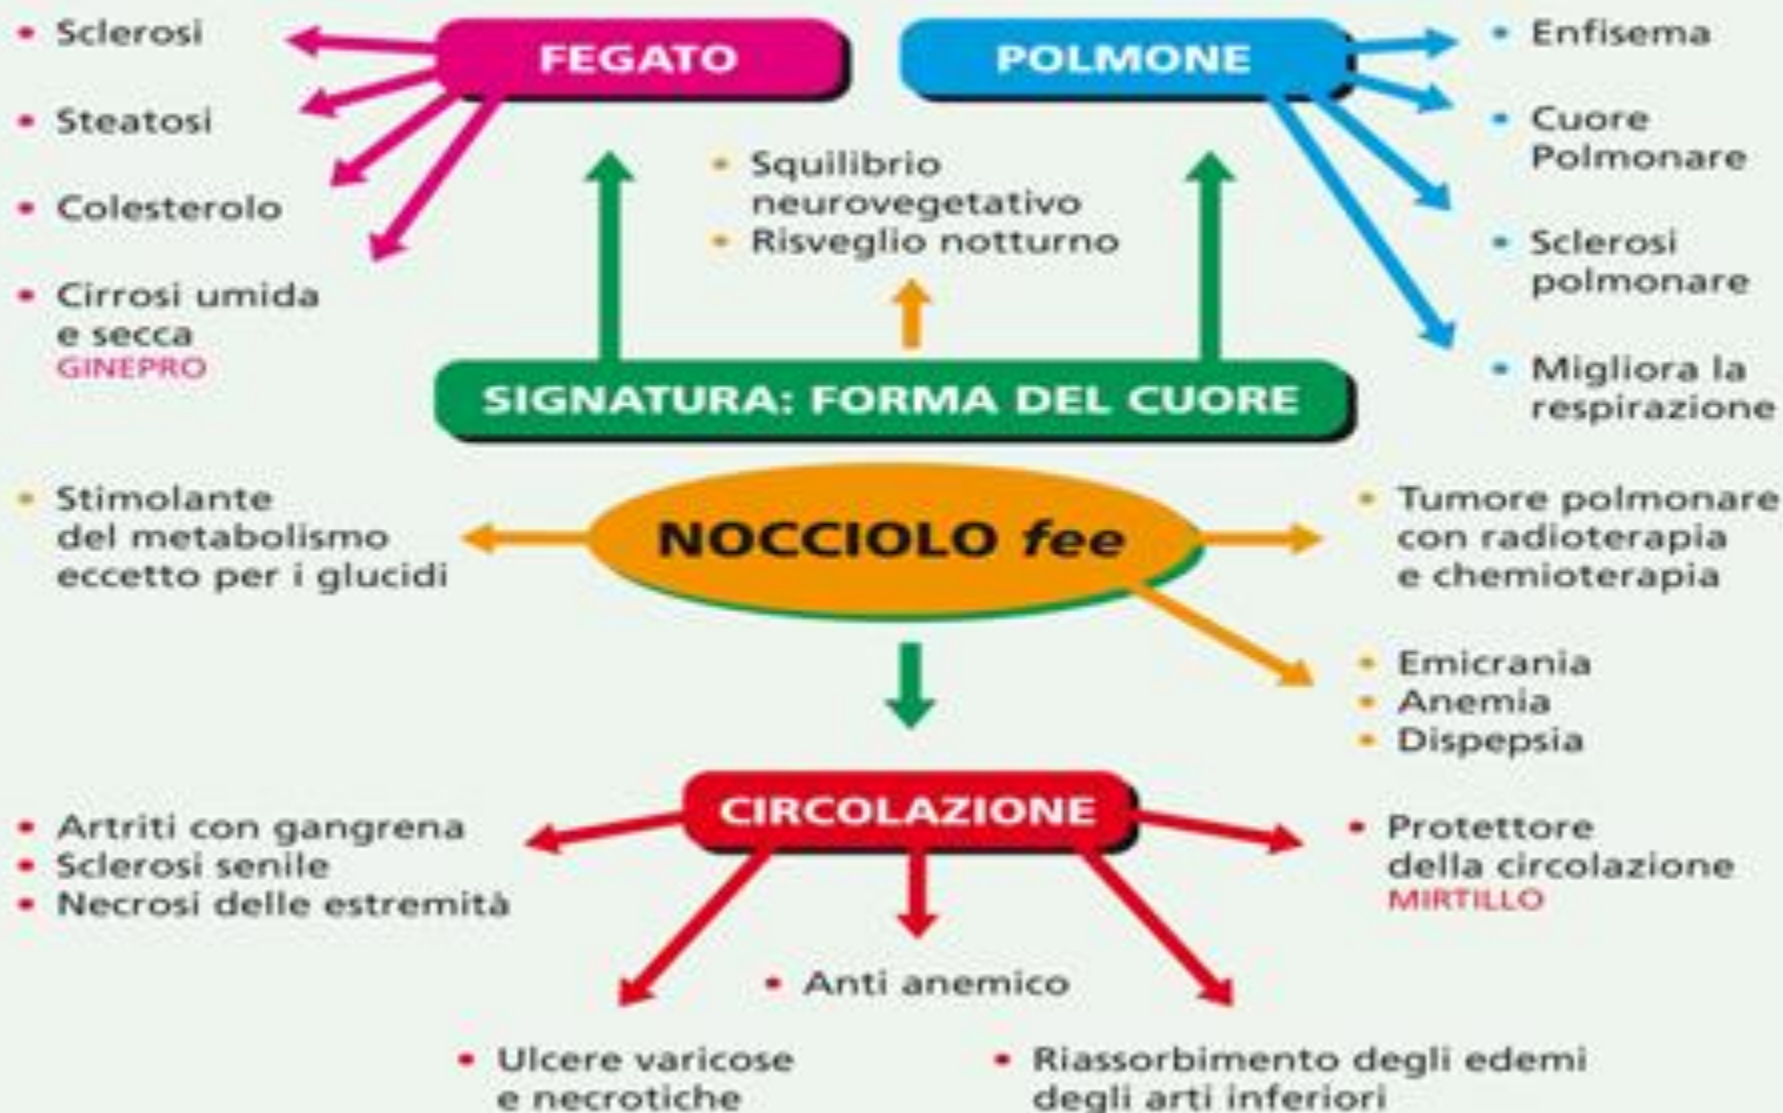 FEGATO
POLMONE
• Sclerosi
• Steatosi
• Colesterolo
• Cirrosi umida
e secca
GINEPRO
• Squilibrio
neurovegetativo
• Risveglio notturno
• Enfisema
• Cuore
Polmonare
• Sclerosi
polmonare
• Migliora la
respirazione
SIGNATURA: FORMA DEL CUORE
• Stimolante
del metabolismo
eccetto per i glucidi
NOCCIOLO fee
• Tumore polmonare
con radioterapia
e chemioterapia
• Emicrania
• Anemia
• Dispepsia
CIRCOLAZIONE
• Artriti con gangrena
• Sclerosi senile
• Necrosi delle estremità
• Protettore
della circolazione
MIRTILLO
• Anti anemico
• Ulcere varicose
e necrotiche
• Riassorbimento degli edemi
degli arti inferiori